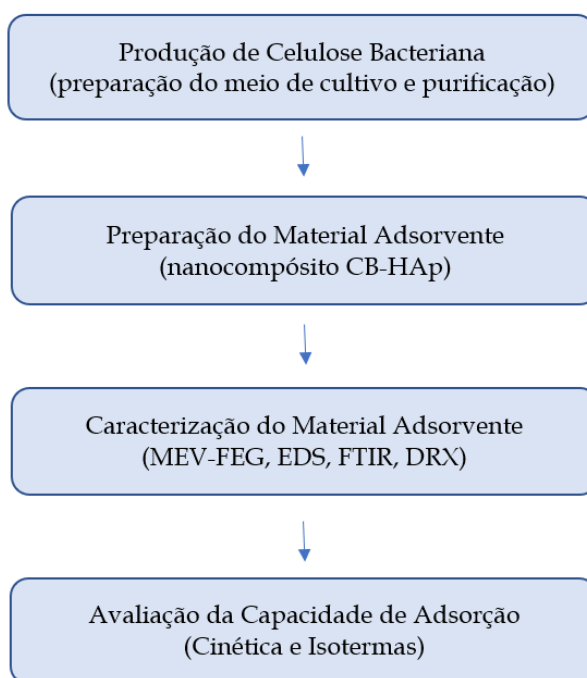 Produção de Celulose Bacteriana
(preparação do meio de cultivo e purificação)
Preparação do Material Adsorvente
(nanocompósito CB-HAp)
Caracterização do Material Adsorvente
(MEV-FEG, EDS, FTIR, DRX)
Avaliação da Capacidade de Adsorção
(Cinética e Isotermas)